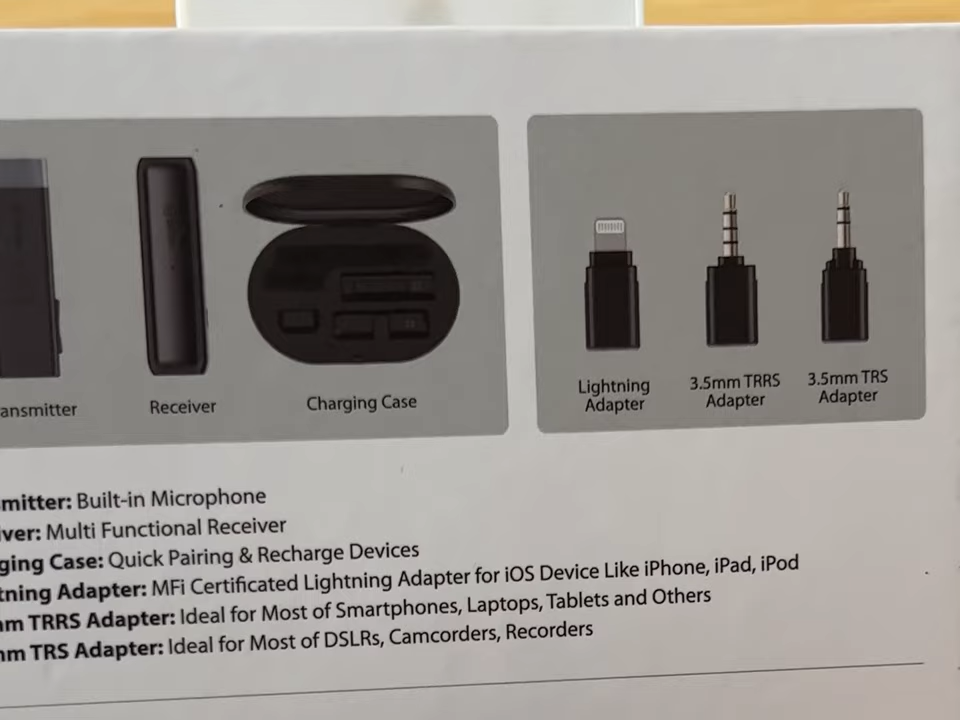 ansmitter
Receiver
Charging Case
Lightning
Adapter
3.5mm TRRS
Adapter
3.5mm TRS
Adapter
smitter: Built-in Microphone
iver: Multi Functional Receiver
ging Case: Quick Pairing & Recharge Devices
tning Adapter: MFi Certificated Lightning Adapter for iOS Device Like iPhone, iPad, iPod
nm TRRS Adapter: Ideal for Most of Smartphones, Laptops, Tablets and Others
nm TRS Adapter: Ideal for Most of DSLRs, Camcorders, Recorders